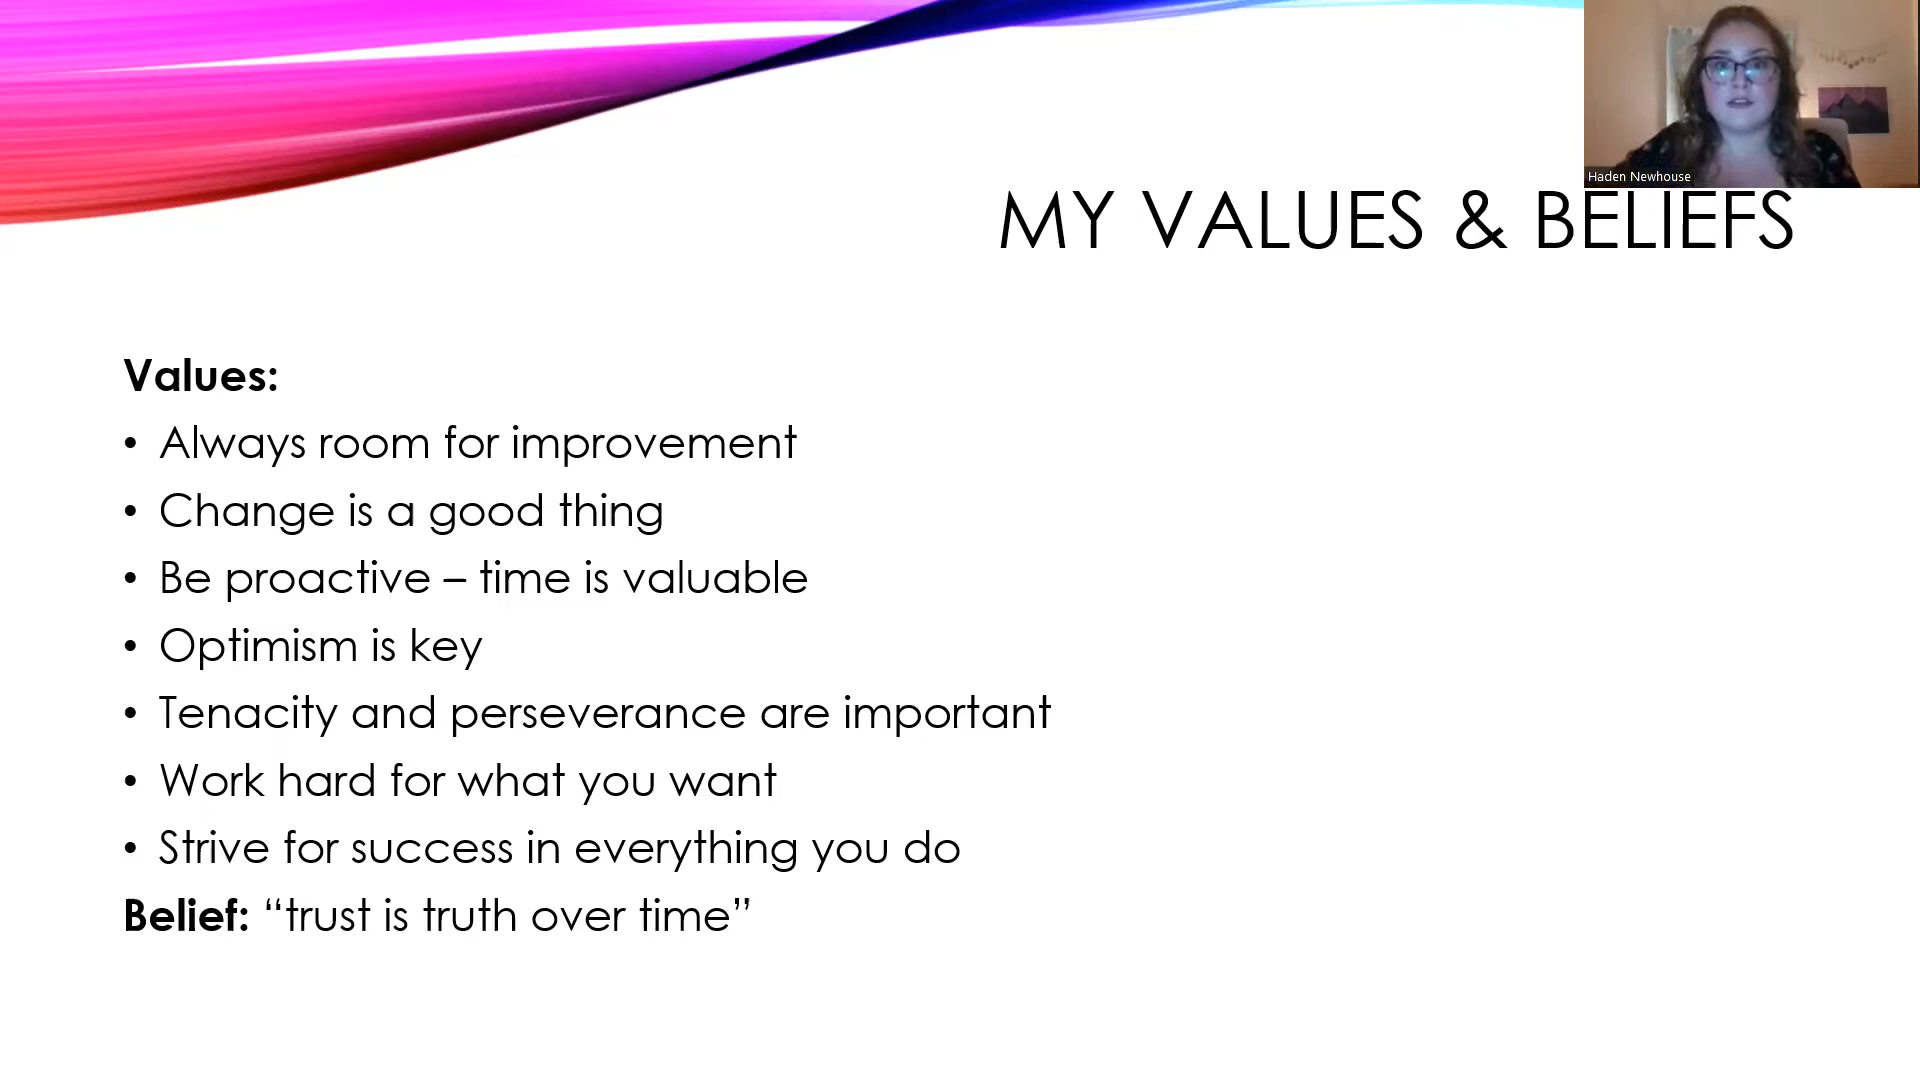 Haden Newhouse
MY VALUES & BELIEFS
Values:
• Always room for improvement
• Change is a good thing
• Be proactive – time is valuable
• Optimism is key
• Tenacity and perseverance are important
• Work hard for what you want
• Strive for success in everything you do
Belief: “trust is truth over time”